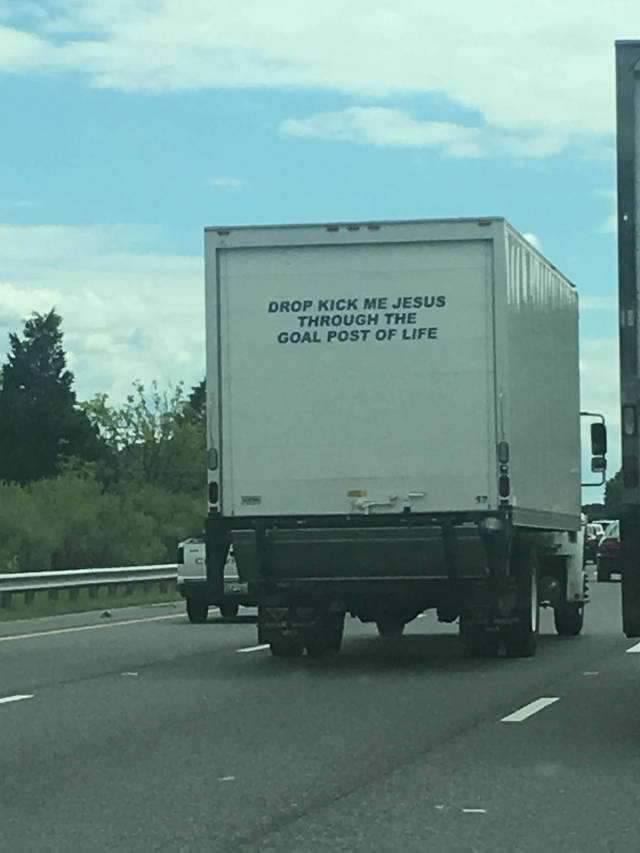 DROP KICK ME JESUS
THROUGH THE
GOAL POST OF LIFE